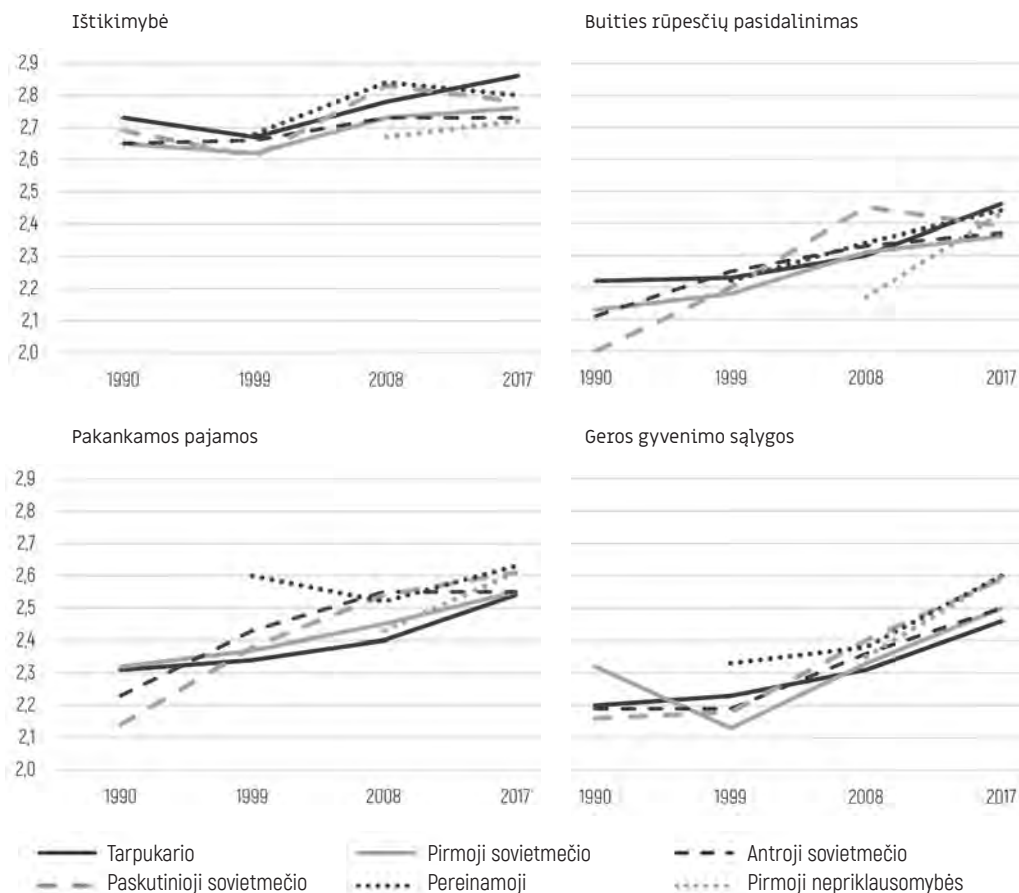 Ištikimybė
Buities rūpesčių pasidalinimas
2,9
2,8
2,7
2,6
2,5
2,4
2,3
2,2
2,1
2,0
1990 1999 2008 2017
1990 1999 2008 2017
Pakankamos pajamos
Geros gyvenimo sąlygos
2,9
2,8
2,7
2,6
2,5
2,4
2,3
2,2
2,1
2,0
1990 1999 2008 2017
1990 1999 2008 2017
Tarpukario Pirmoji sovietmečio Antroji sovietmečio
Paskutinioji sovietmečio Pereinamoji Pirmoji nepriklausomybės